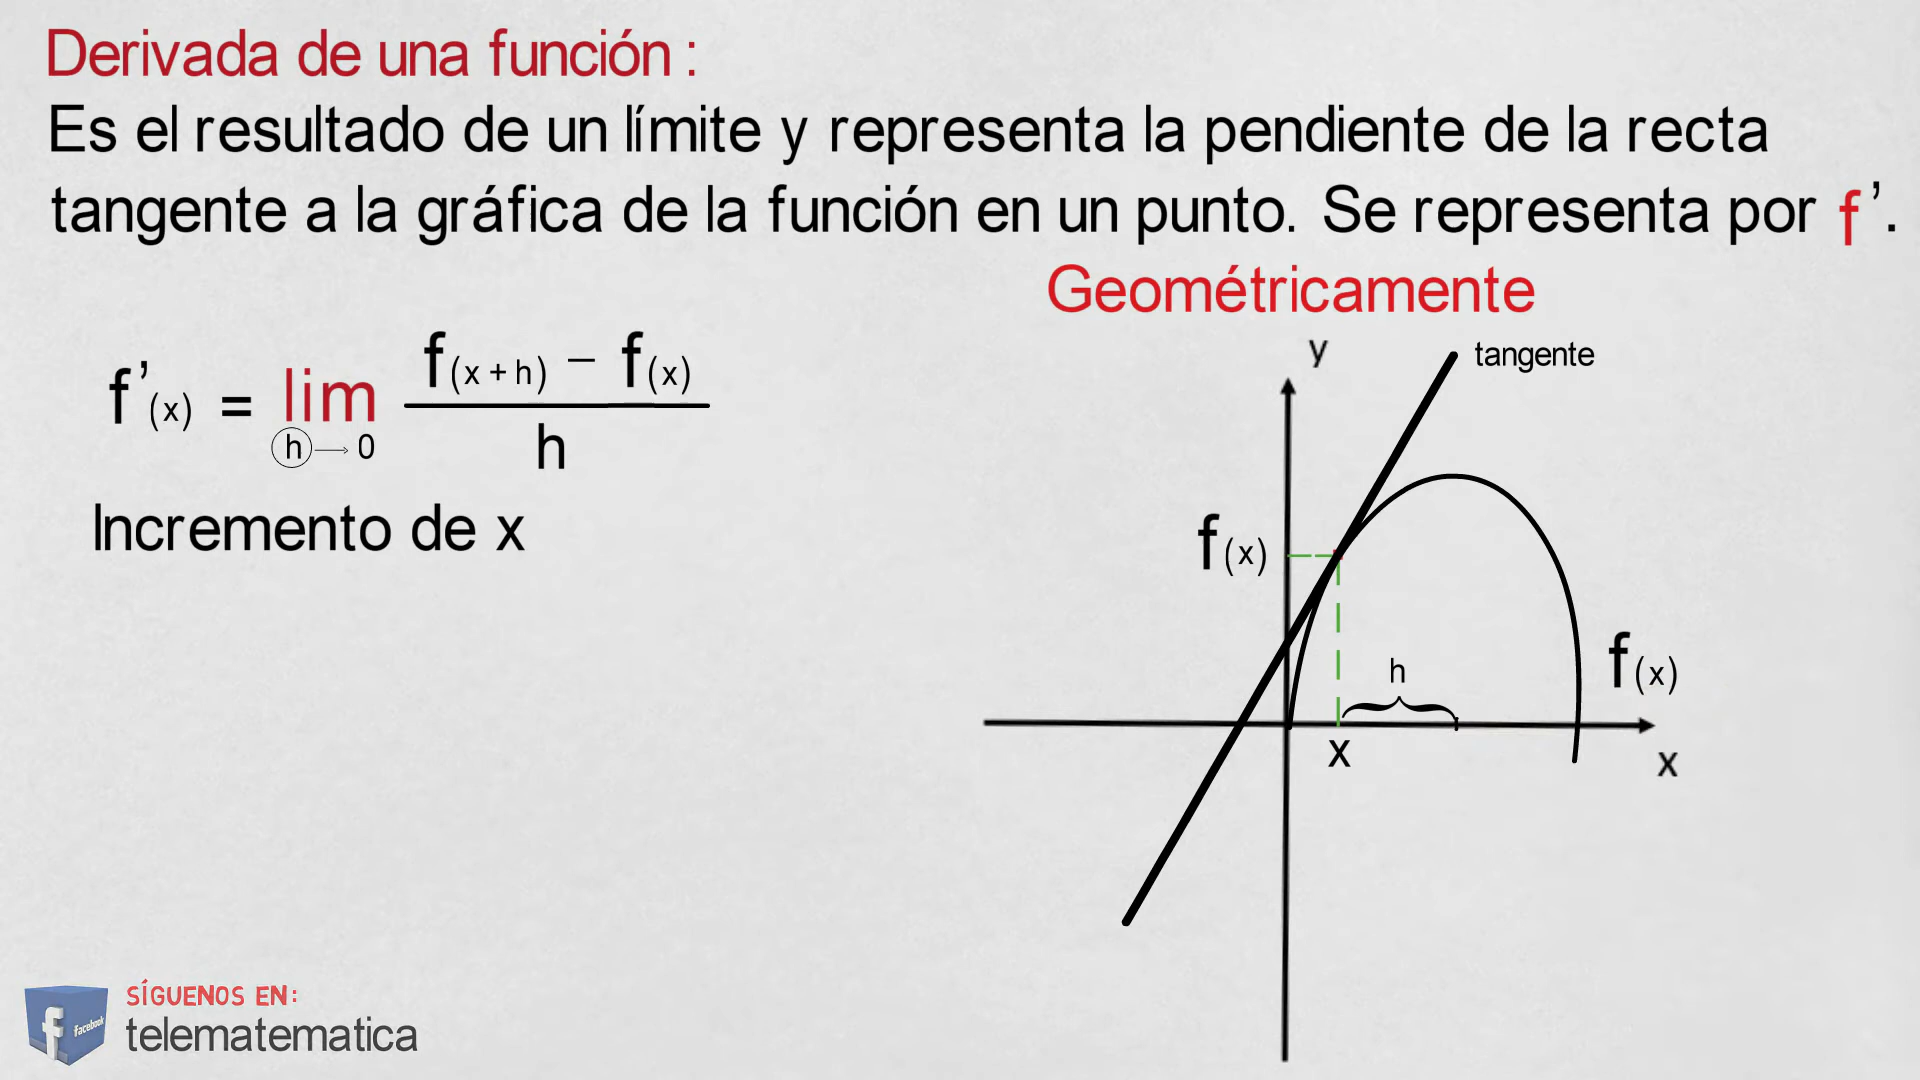 Derivada de una función :
Es el resultado de un límite y representa la pendiente de la recta
tangente a la gráfica de la función en un punto. Se representa por f’.
f’(x) = lim h→0 f(x + h) − f(x) / h
Incremento de x
Geométricamente
y
tangente
f(x)
h
f(x)
x
x
SÍGUENOS EN:
facebook
telematematica